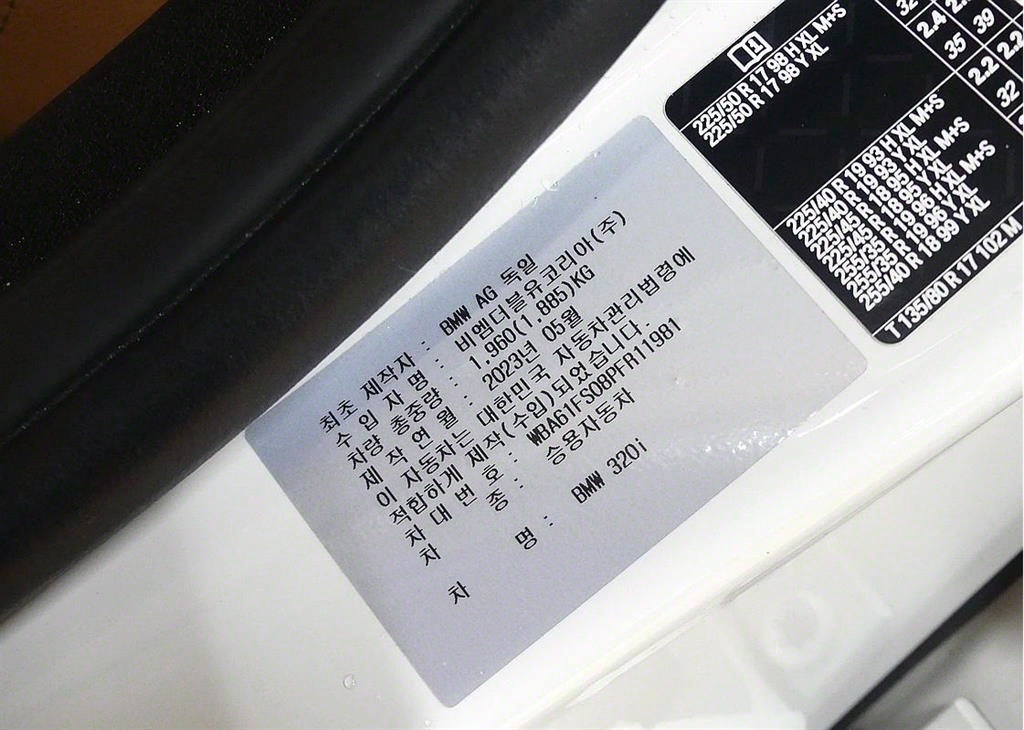 최초 제작자 : BMW AG 독일
수 입 자 명 : 비엠더블유코리아(주)
차량 총중량 : 1,960(1,885)KG
제 작 연 월 : 2023년 05월
이 자동차는 대한민국 자동차관리법령에
적합하게 제작(수입)되었습니다.
차 대 번 호 : WBA61FS08PFR11981
차 종 : 승용자동차
차 명 : BMW 320i
225/50 R 17 98 H XL M+S
225/50 R 17 98 Y XL
225/40 R 19 93 H XL M+S
225/40 R 19 93 Y XL
225/45 R 18 95 H XL M+S
225/45 R 18 95 Y XL
255/35 R 19 96 H XL M+S
255/35 R 19 96 Y XL
255/40 R 18 99 Y XL
T 135/80 R 17 102 M
32
2.4 39
35
2.2 2.2
32